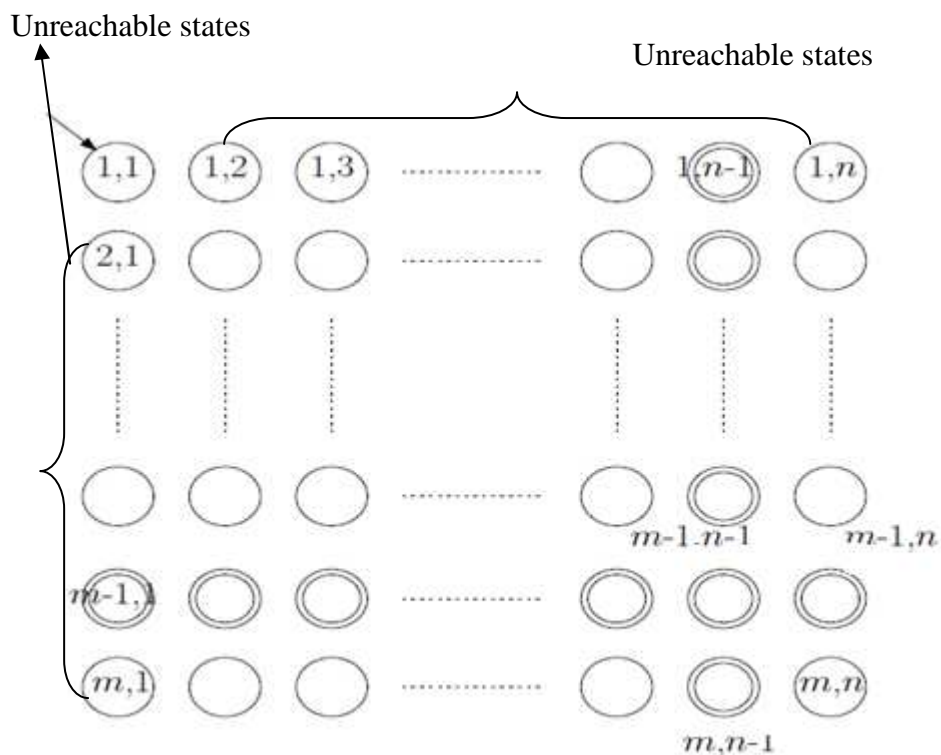 Unreachable states
Unreachable states
1,1 1,2 1,3 1,n-1 1,n
2,1
m-1,n-1 m-1,n
m-1,1
m,1 m,n
m,n-1